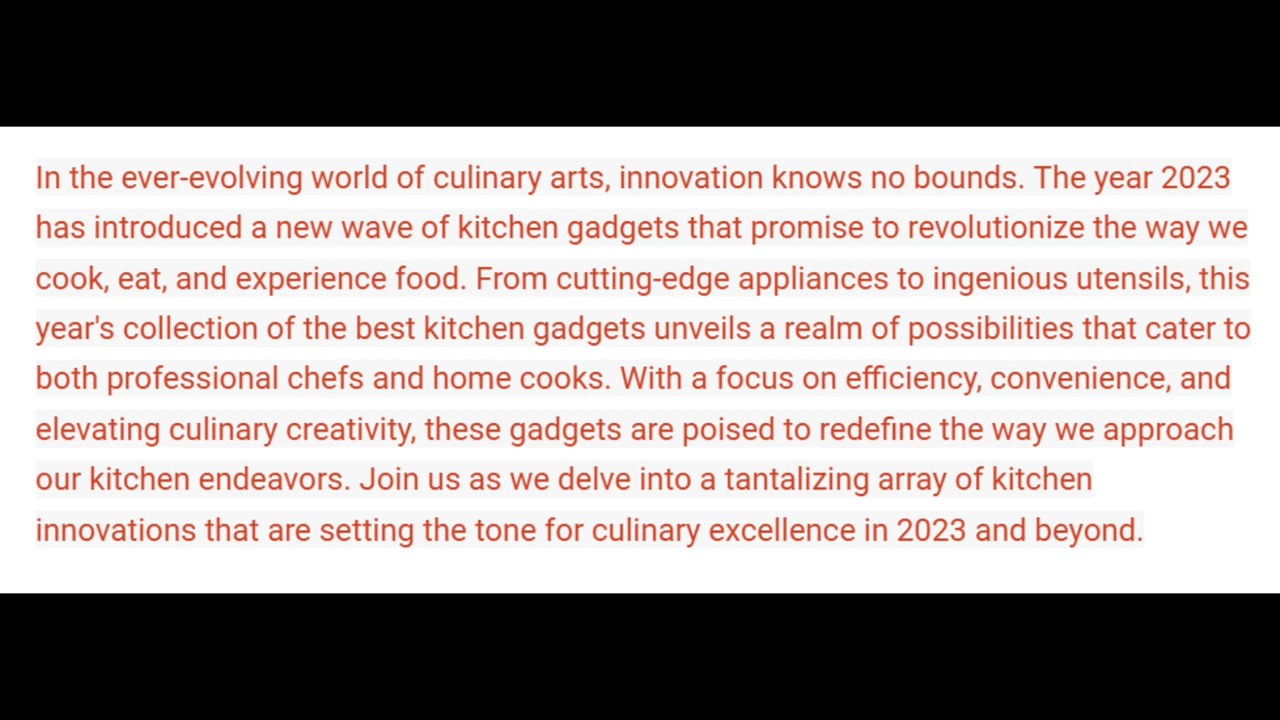 In the ever-evolving world of culinary arts, innovation knows no bounds. The year 2023
has introduced a new wave of kitchen gadgets that promise to revolutionize the way we
cook, eat, and experience food. From cutting-edge appliances to ingenious utensils, this
year's collection of the best kitchen gadgets unveils a realm of possibilities that cater to
both professional chefs and home cooks. With a focus on efficiency, convenience, and
elevating culinary creativity, these gadgets are poised to redefine the way we approach
our kitchen endeavors. Join us as we delve into a tantalizing array of kitchen
innovations that are setting the tone for culinary excellence in 2023 and beyond.